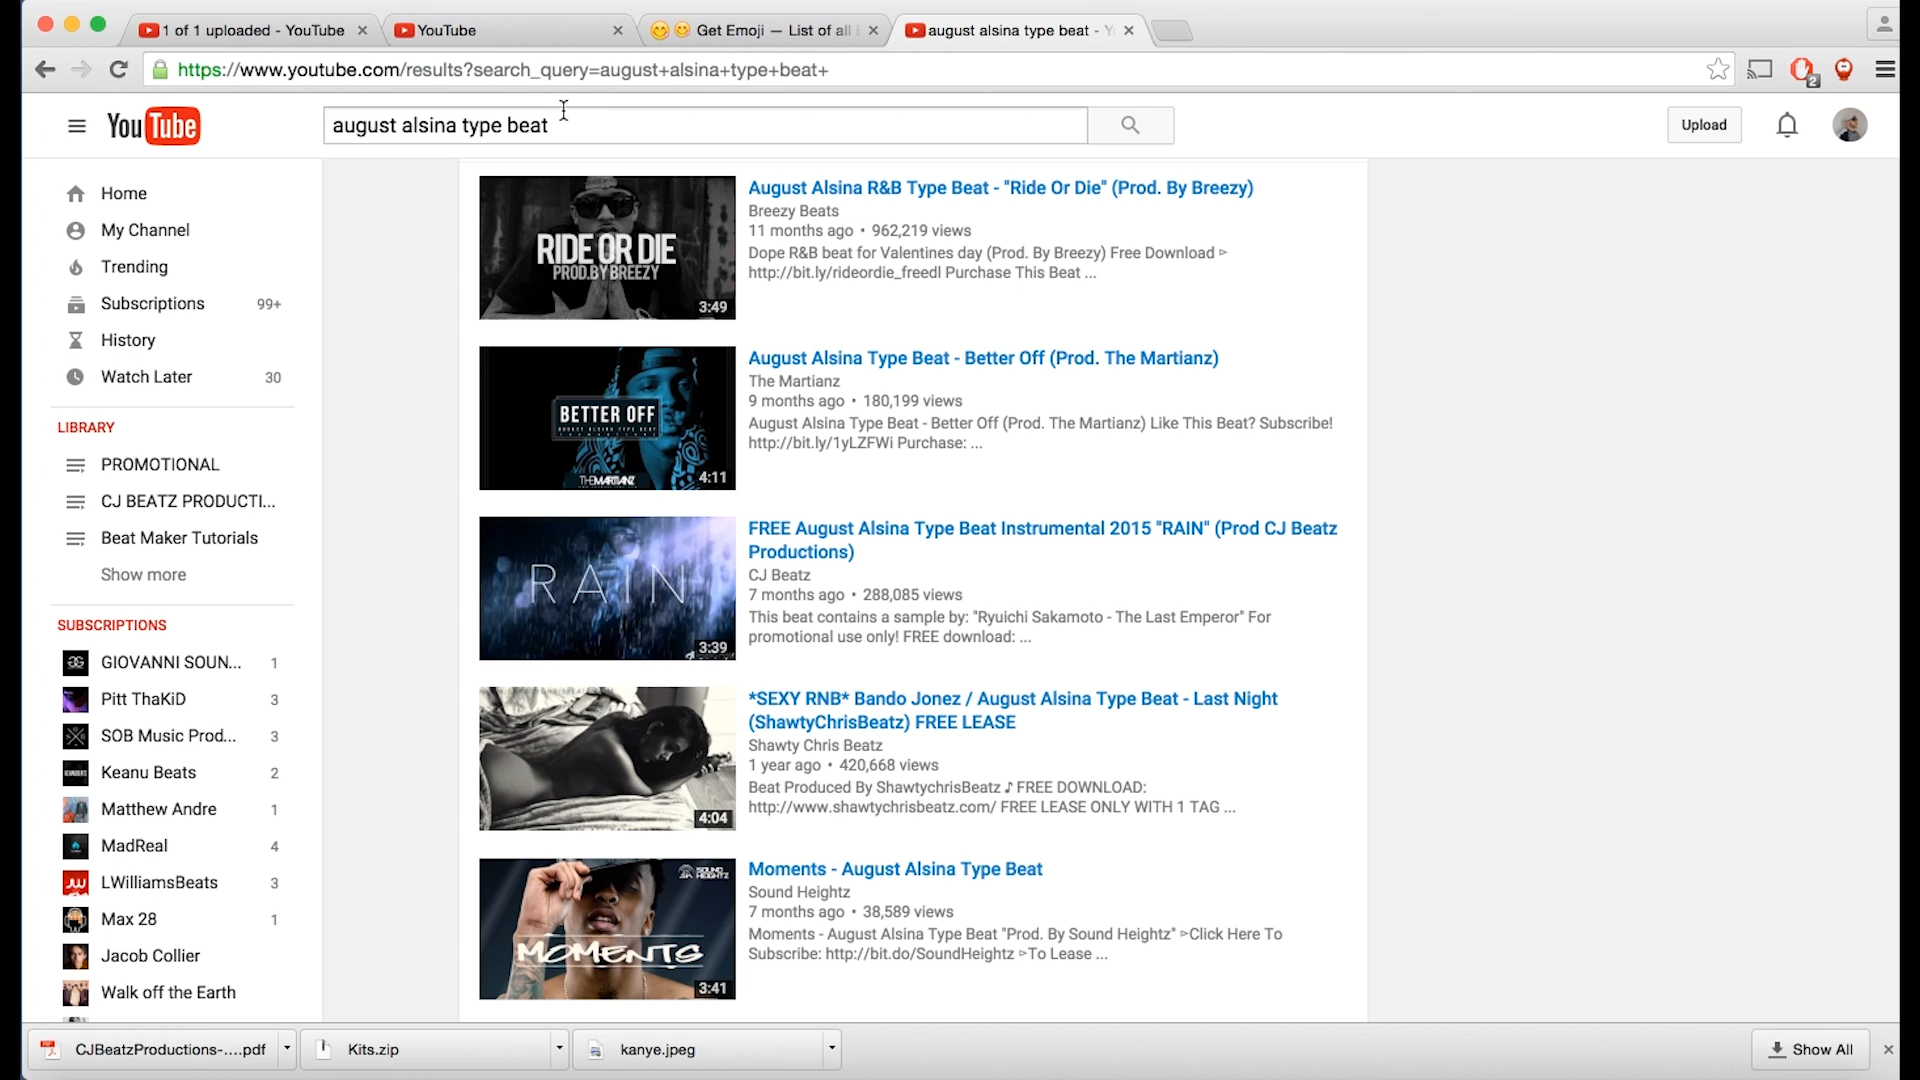 1 of 1 uploaded - YouTube
YouTube
Get Emoji — List of all
august alsina type beat - Y
https://www.youtube.com/results?search_query=august+alsina+type+beat+
2
YouTube
august alsina type beat
Upload
Home
My Channel
Trending
Subscriptions 99+
History
Watch Later 30
LIBRARY
PROMOTIONAL
CJ BEATZ PRODUCTI...
Beat Maker Tutorials
Show more
SUBSCRIPTIONS
GIOVANNI SOUN... 1
Pitt ThaKiD 3
SOB Music Prod... 3
Keanu Beats 2
Matthew Andre 1
MadReal 4
LWilliamsBeats 3
Max 28 1
Jacob Collier
Walk off the Earth
RIDE OR DIE
PROD.BY BREEZY
3:49
August Alsina R&B Type Beat - "Ride Or Die" (Prod. By Breezy)
Breezy Beats
11 months ago • 962,219 views
Dope R&B beat for Valentines day (Prod. By Breezy) Free Download ▻
http://bit.ly/rideordie_freedl Purchase This Beat ...
BETTER OFF
AUGUST ALSINA TYPE BEAT
THEMARTIANZ
4:11
August Alsina Type Beat - Better Off (Prod. The Martianz)
The Martianz
9 months ago • 180,199 views
August Alsina Type Beat - Better Off (Prod. The Martianz) Like This Beat? Subscribe!
http://bit.ly/1yLZFWi Purchase: ...
RAIN
3:39
FREE August Alsina Type Beat Instrumental 2015 "RAIN" (Prod CJ Beatz
Productions)
CJ Beatz
7 months ago • 288,085 views
This beat contains a sample by: "Ryuichi Sakamoto - The Last Emperor" For
promotional use only! FREE download: ...
4:04
*SEXY RNB* Bando Jonez / August Alsina Type Beat - Last Night
(ShawtyChrisBeatz) FREE LEASE
Shawty Chris Beatz
1 year ago • 420,668 views
Beat Produced By ShawtychrisBeatz ♪ FREE DOWNLOAD:
http://www.shawtychrisbeatz.com/ FREE LEASE ONLY WITH 1 TAG ...
SOUND
HEIGHTZ
MOMENTS
3:41
Moments - August Alsina Type Beat
Sound Heightz
7 months ago • 38,589 views
Moments - August Alsina Type Beat "Prod. By Sound Heightz" ▻Click Here To
Subscribe: http://bit.do/SoundHeightz ▻To Lease ...
CJBeatzProductions-....pdf
Kits.zip
kanye.jpeg
Show All